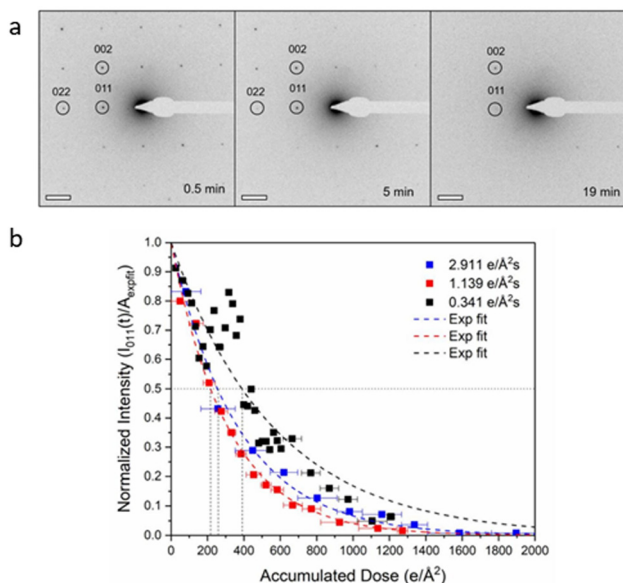 a
002
022
011
0.5 min
002
022
011
5 min
002
011
19 min
b
Normalized Intensity (I011(t)/Aexpfit)
1.0
0.9
0.8
0.7
0.6
0.5
0.4
0.3
0.2
0.1
0.0
2.911 e/Å²s
1.139 e/Å²s
0.341 e/Å²s
Exp fit
Exp fit
Exp fit
0 200 400 600 800 1000 1200 1400 1600 1800 2000
Accumulated Dose (e/Å²)